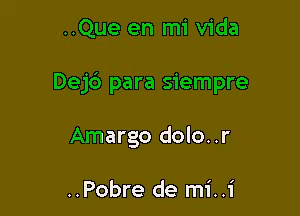 ..Que en mi vida
Dejó para siempre
Amargo dolo..r
..Pobre de mi..i